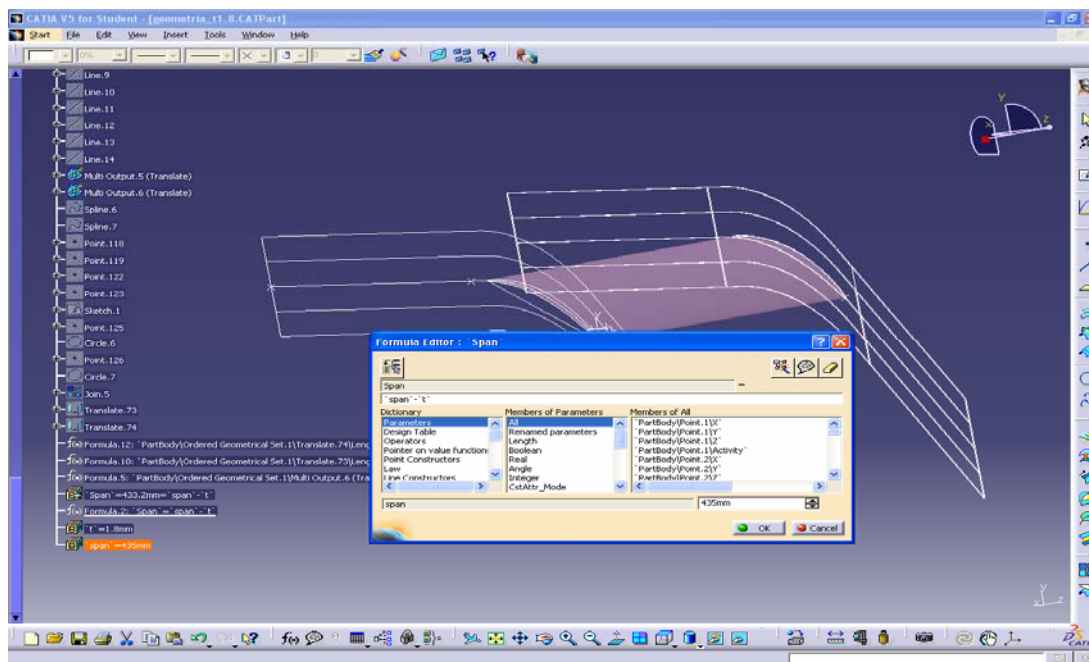 CATIA V5 for Student - [geometria_t1.8.CATPart]
Start File Edit View Insert Tools Window Help
0%
Line.9
Line.10
Line.11
Line.12
Line.13
Line.14
Multi Output.5 (Translate)
Multi Output.6 (Translate)
Spline.6
Spline.7
Point.118
Point.119
Point.122
Point.123
Sketch.1
Point.125
Circle.6
Point.126
Circle.7
Join.5
Translate.73
Translate.74
f(x) Formula.12: `PartBody\Ordered Geometrical Set.1\Translate.74\Leng
f(x) Formula.10: `PartBody\Ordered Geometrical Set.1\Translate.73\Leng
f(x) Formula.5: `PartBody\Ordered Geometrical Set.1\Multi Output.6 (Tra
`Span`=433.2mm=`span`-`t`
f(x) Formula.2: `Span`=`span`-`t`
`t`=1.8mm
`span`=435mm
Formula Editor : `Span`
Span =
`span`-`t`
Dictionary Members of Parameters Members of All
Parameters All `PartBody\Point.1\X`
Design Table Renamed parameters `PartBody\Point.1\Y`
Operators Length `PartBody\Point.1\Z`
Pointer on value function Boolean `PartBody\Point.1\Activity`
Point Constructors Real `PartBody\Point.2\X`
Law Angle `PartBody\Point.2\Y`
Line Constructors Integer `PartBody\Point.2\Z`
CstAttr_Mode
span 435mm
OK Cancel
Y
Z
X
Y
Z
f(x)